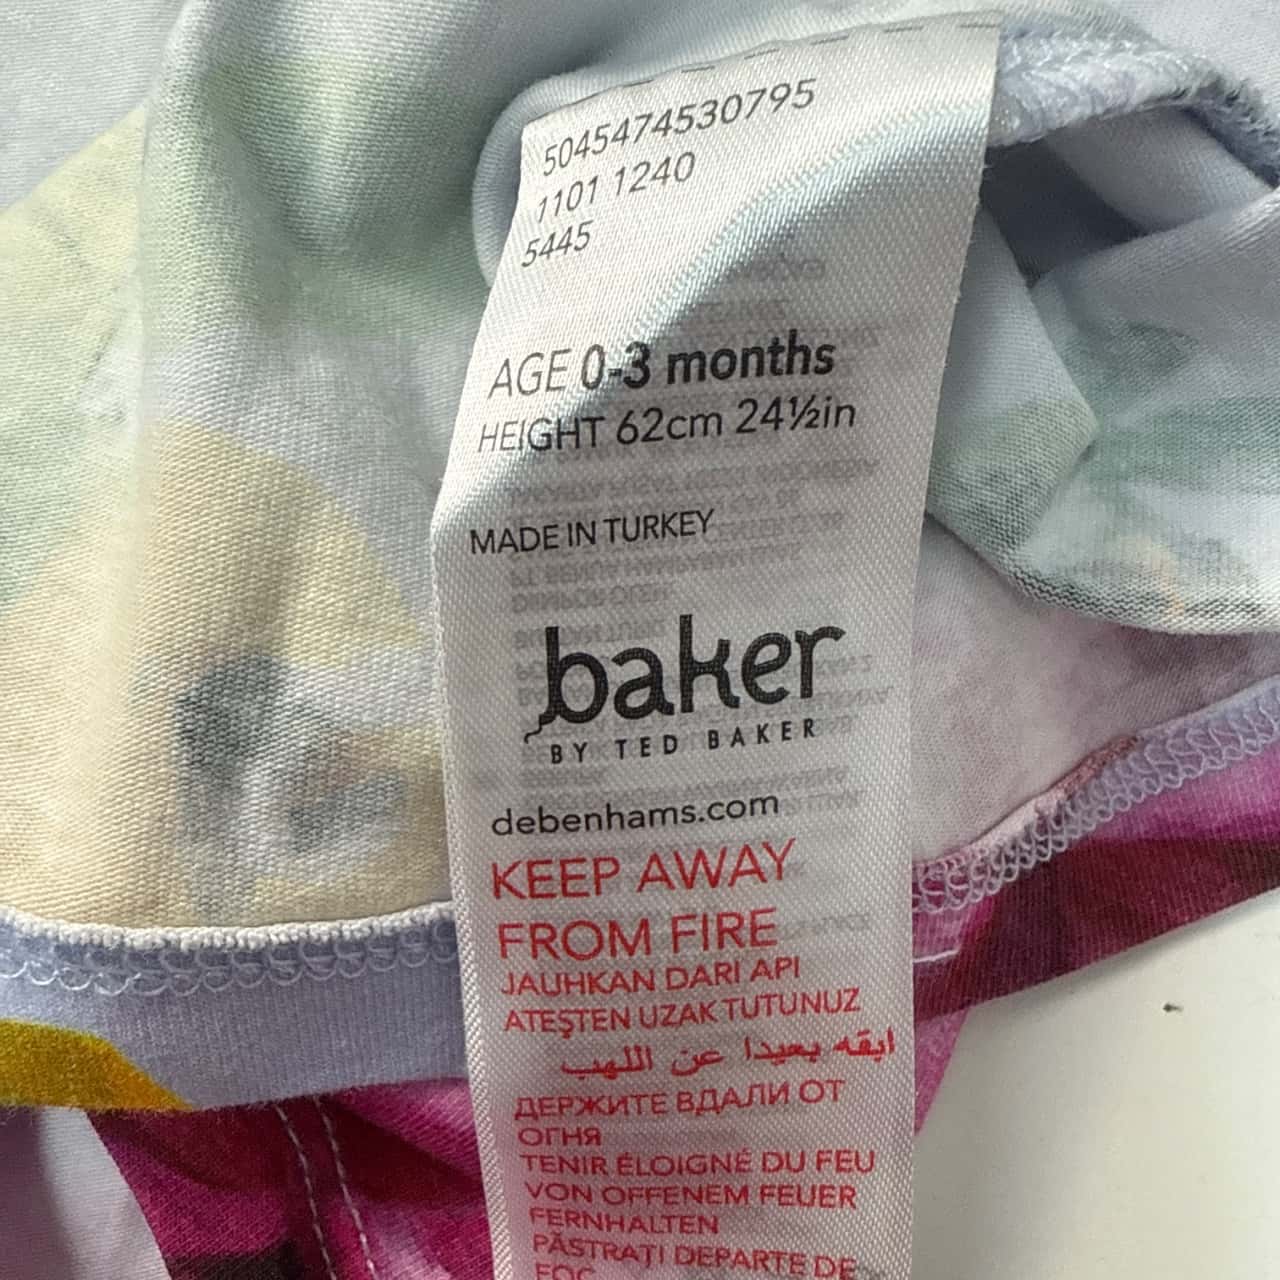 5045474530795
1101 1240
5445
AGE 0-3 months
HEIGHT 62cm 24½in
MADE IN TURKEY
baker
BY TED BAKER
debenhams.com
KEEP AWAY
FROM FIRE
JAUHKAN DARI API
ATEŞTEN UZAK TUTUNUZ
ابقه بعيدا عن اللهب
ДЕРЖИТЕ ВДАЛИ ОТ
ОГНЯ
TENIR ÉLOIGNÉ DU FEU
VON OFFENEM FEUER
FERNHALTEN
PĂSTRAȚI DEPARTE DE
FOC